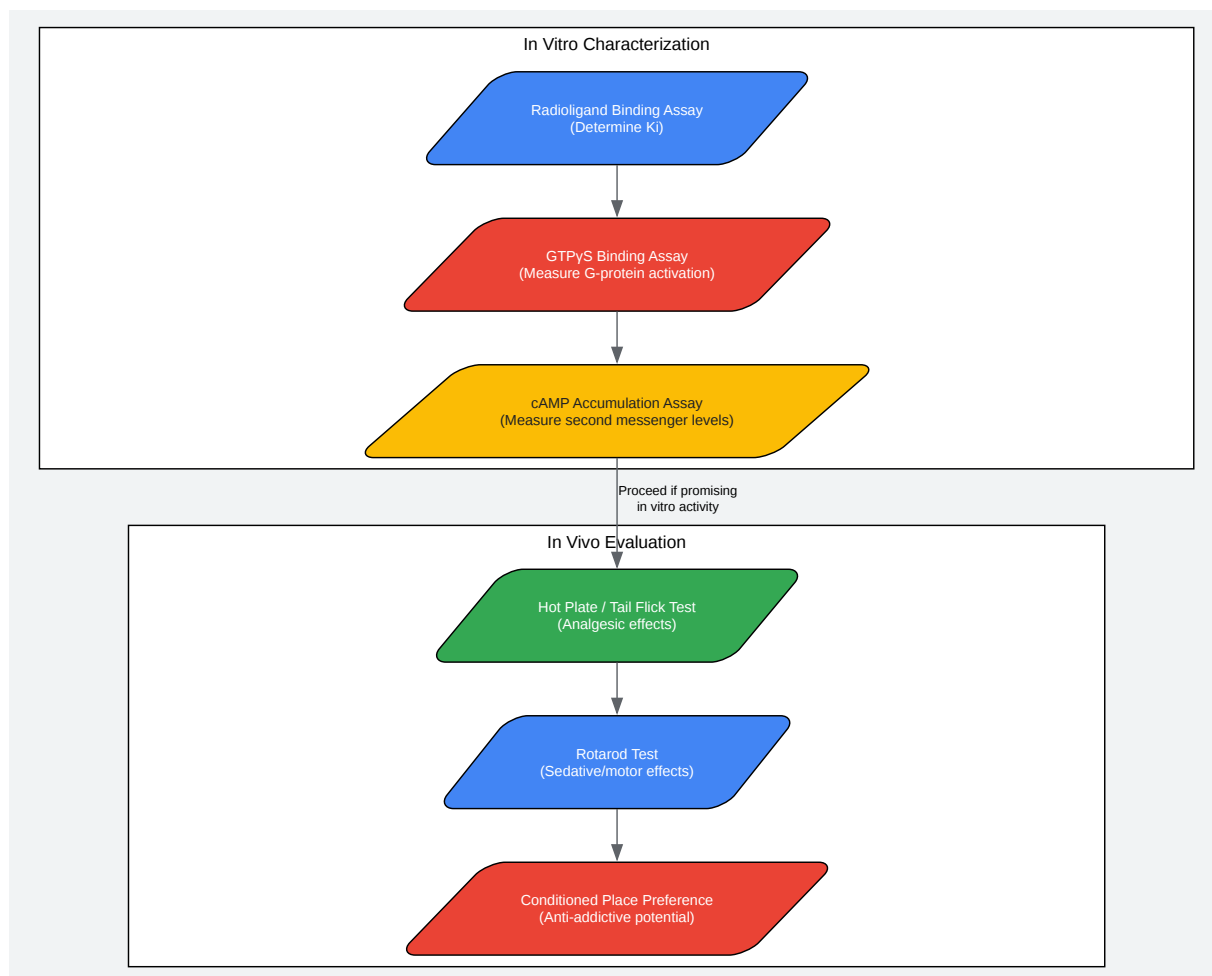 In Vitro Characterization
Radioligand Binding Assay
(Determine Ki)
GTPγS Binding Assay
(Measure G-protein activation)
cAMP Accumulation Assay
(Measure second messenger levels)
Proceed if promising
in vitro activity
In Vivo Evaluation
Hot Plate / Tail Flick Test
(Analgesic effects)
Rotarod Test
(Sedative/motor effects)
Conditioned Place Preference
(Anti-addictive potential)